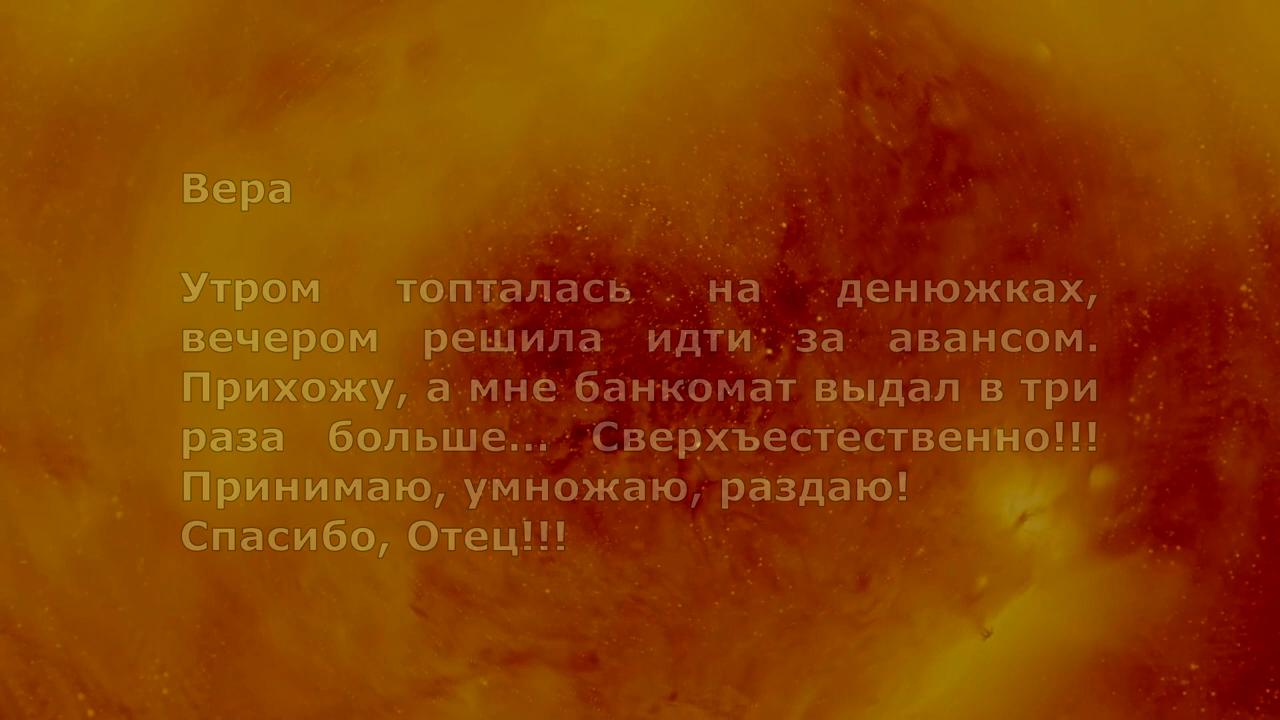 Вера
Утром топталась на денюжках,
вечером решила идти за авансом.
Прихожу, а мне банкомат выдал в три
раза больше... Сверхъестественно!!!
Принимаю, умножаю, раздаю!
Спасибо, Отец!!!